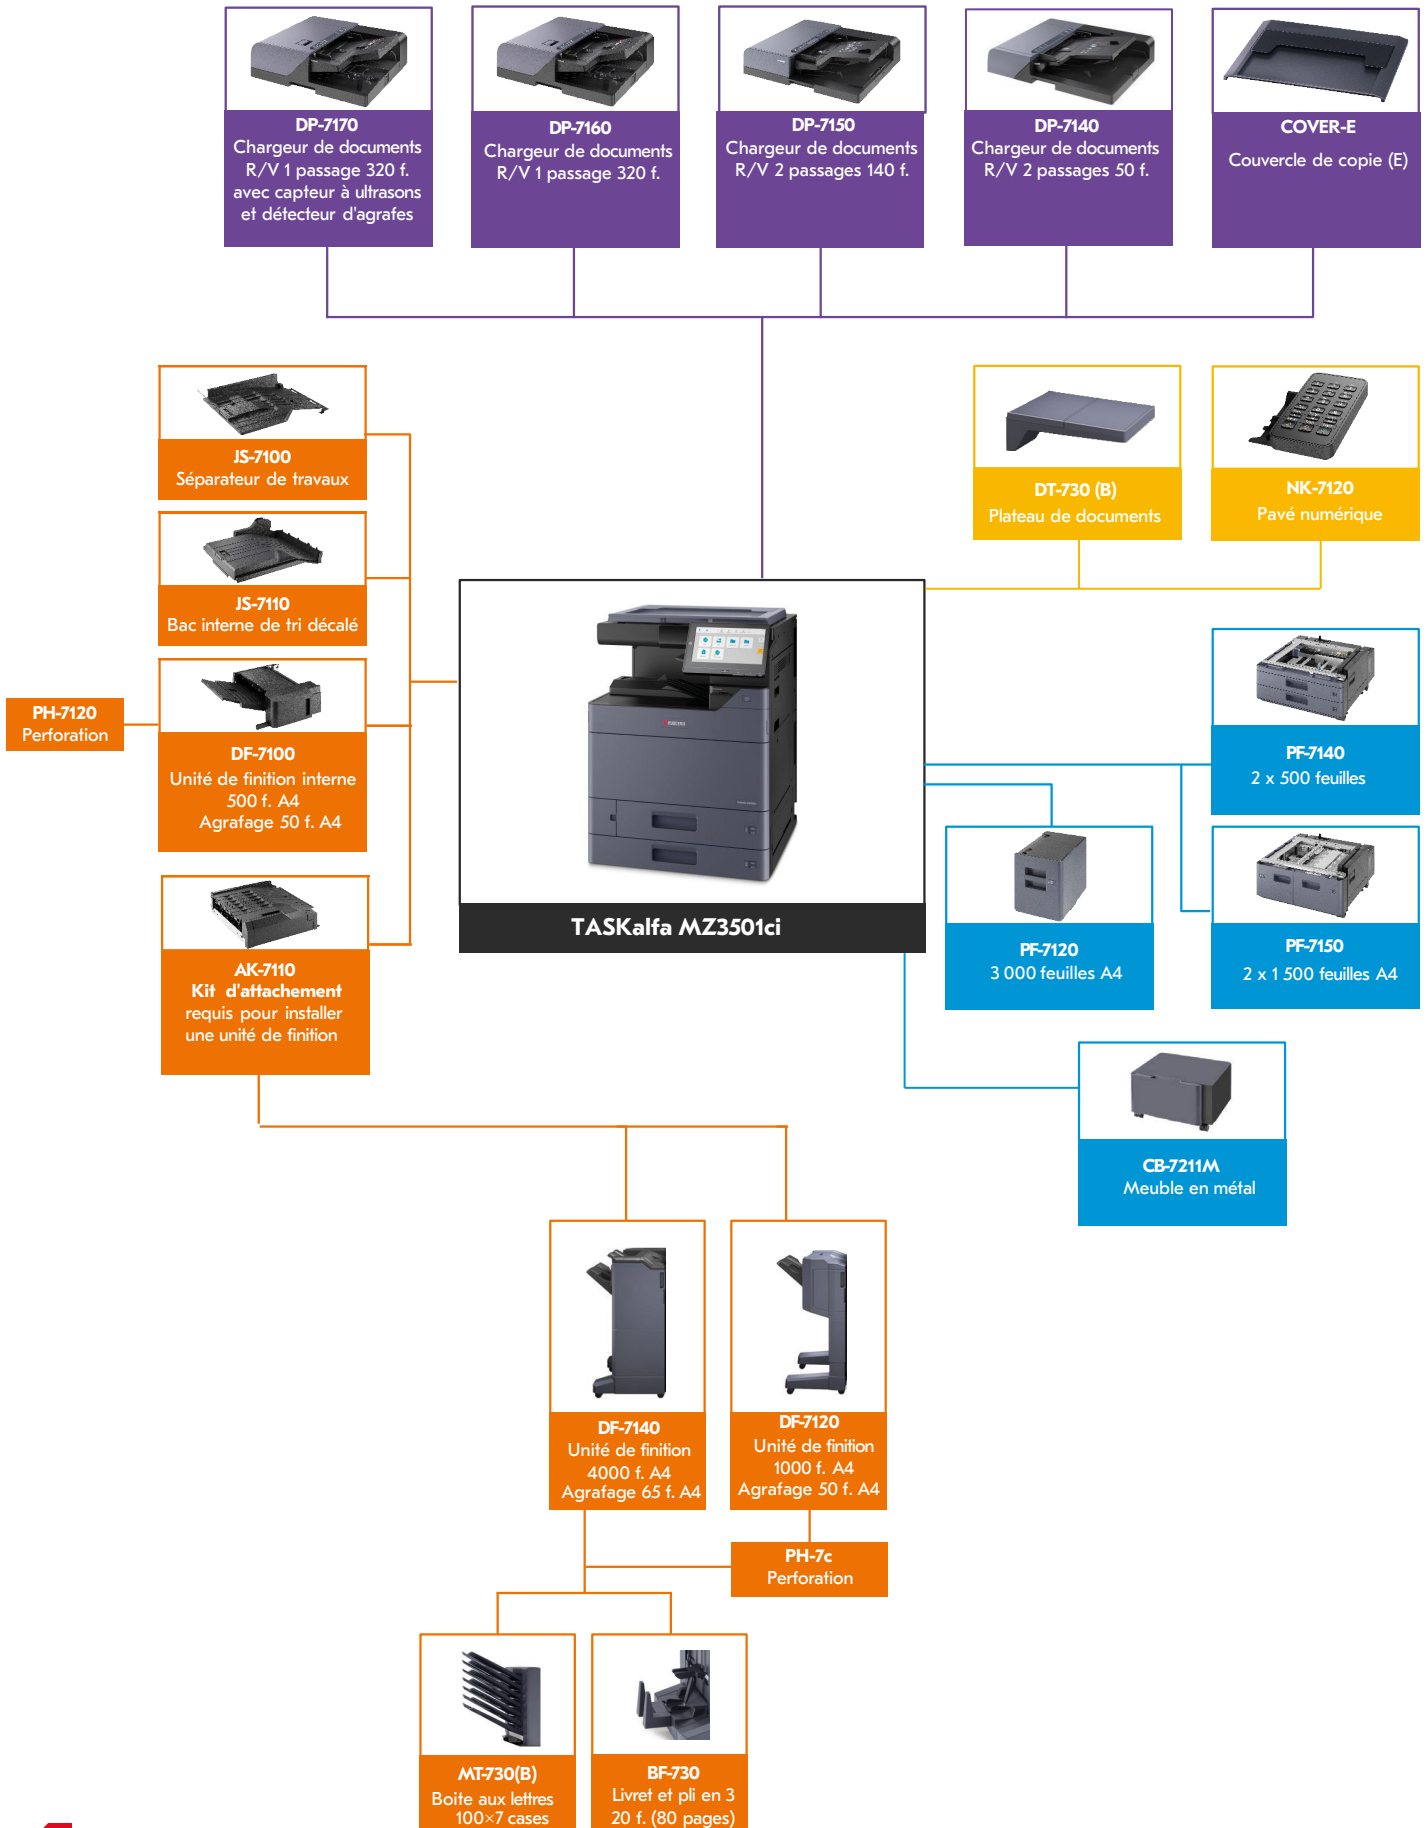 DP-7170
Chargeur de documents
R/V 1 passage 320 f.
avec capteur à ultrasons
et détecteur d'agrafes
DP-7160
Chargeur de documents
R/V 1 passage 320 f.
DP-7150
Chargeur de documents
R/V 2 passages 140 f.
DP-7140
Chargeur de documents
R/V 2 passages 50 f.
COVER-E
Couvercle de copie (E)
JS-7100
Séparateur de travaux
DT-730 (B)
Plateau de documents
NK-7120
Pavé numérique
JS-7110
Bac interne de tri décalé
PH-7120
Perforation
DF-7100
Unité de finition interne
500 f. A4
Agrafage 50 f. A4
KYOCERA
TASKalfa MZ3501ci
PF-7140
2 x 500 feuilles
PF-7120
3 000 feuilles A4
PF-7150
2 x 1 500 feuilles A4
AK-7110
Kit d'attachement
requis pour installer
une unité de finition
CB-7211M
Meuble en métal
DF-7140
Unité de finition
4000 f. A4
Agrafage 65 f. A4
DF-7120
Unité de finition
1000 f. A4
Agrafage 50 f. A4
PH-7c
Perforation
MT-730(B)
Boite aux lettres
100×7 cases
BF-730
Livret et pli en 3
20 f. (80 pages)